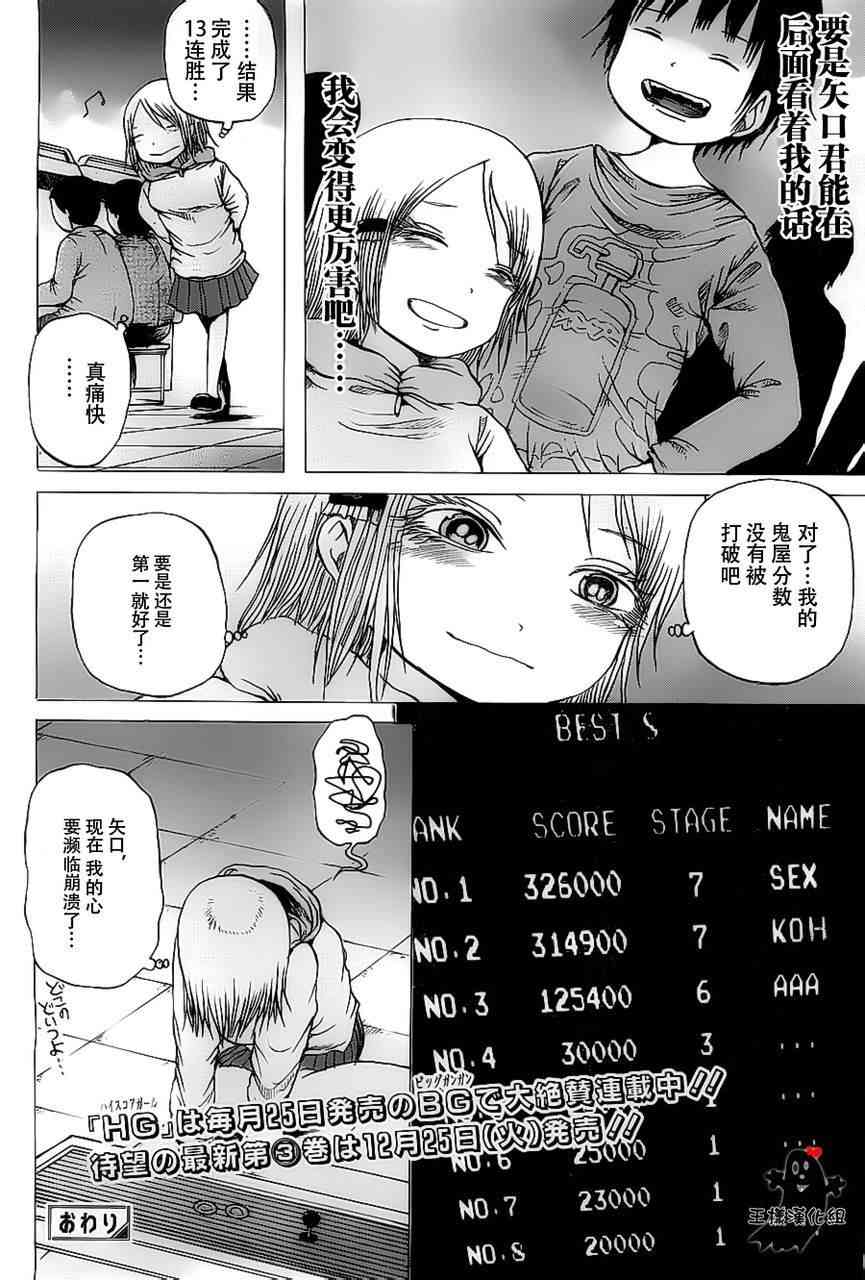 要是矢口君能在
后面看着我的话
我会变得更厉害吧……
……结果
完成了
13连胜…
真痛快
……
对了…我的
鬼屋分数
没有被
打破吧
要是还是
第一就好了…
BEST S
ANK SCORE STAGE NAME
NO.1 326000 7 SEX
NO.2 314900 7 KOH
NO.3 125400 6 AAA
NO.4 30000 3 ...
1 ...
NO.6 25000 1 ...
NO.7 23000 1
NO.8 20000 1
矢口,
现在 我的心
要濒临崩溃了…
どこの
どいつよ…
ハイスコアガール
ビッグガンガン
「HG」は毎月25日発売のBGで大絶賛連載中!!
待望の最新第③巻は12月25日(火)発売!!
おわり
王様漢化組